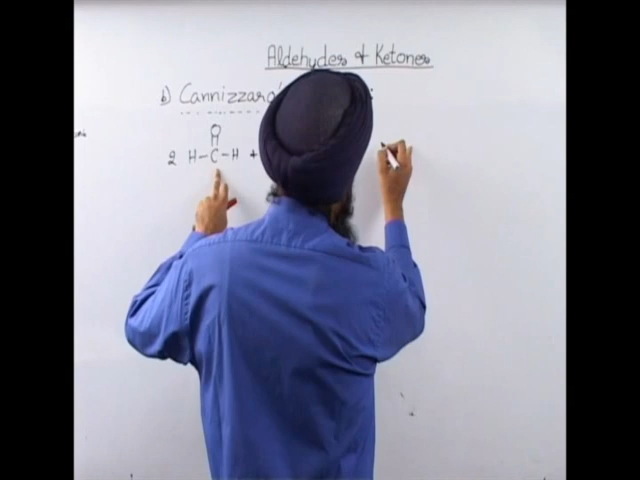 Aldehydes & Ketones
b) Cannizzaro's
O
2 H–C–H +